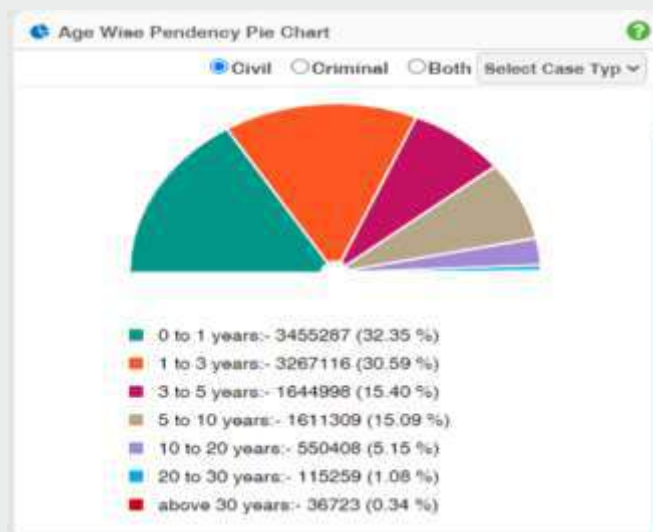 Age Wise Pendency Pie Chart ?
Civil Criminal Both Select Case Typ
0 to 1 years:- 3455287 (32.35 %)
1 to 3 years:- 3267116 (30.59 %)
3 to 5 years:- 1644998 (15.40 %)
5 to 10 years:- 1611309 (15.09 %)
10 to 20 years:- 550408 (5.15 %)
20 to 30 years:- 115259 (1.08 %)
above 30 years:- 36723 (0.34 %)